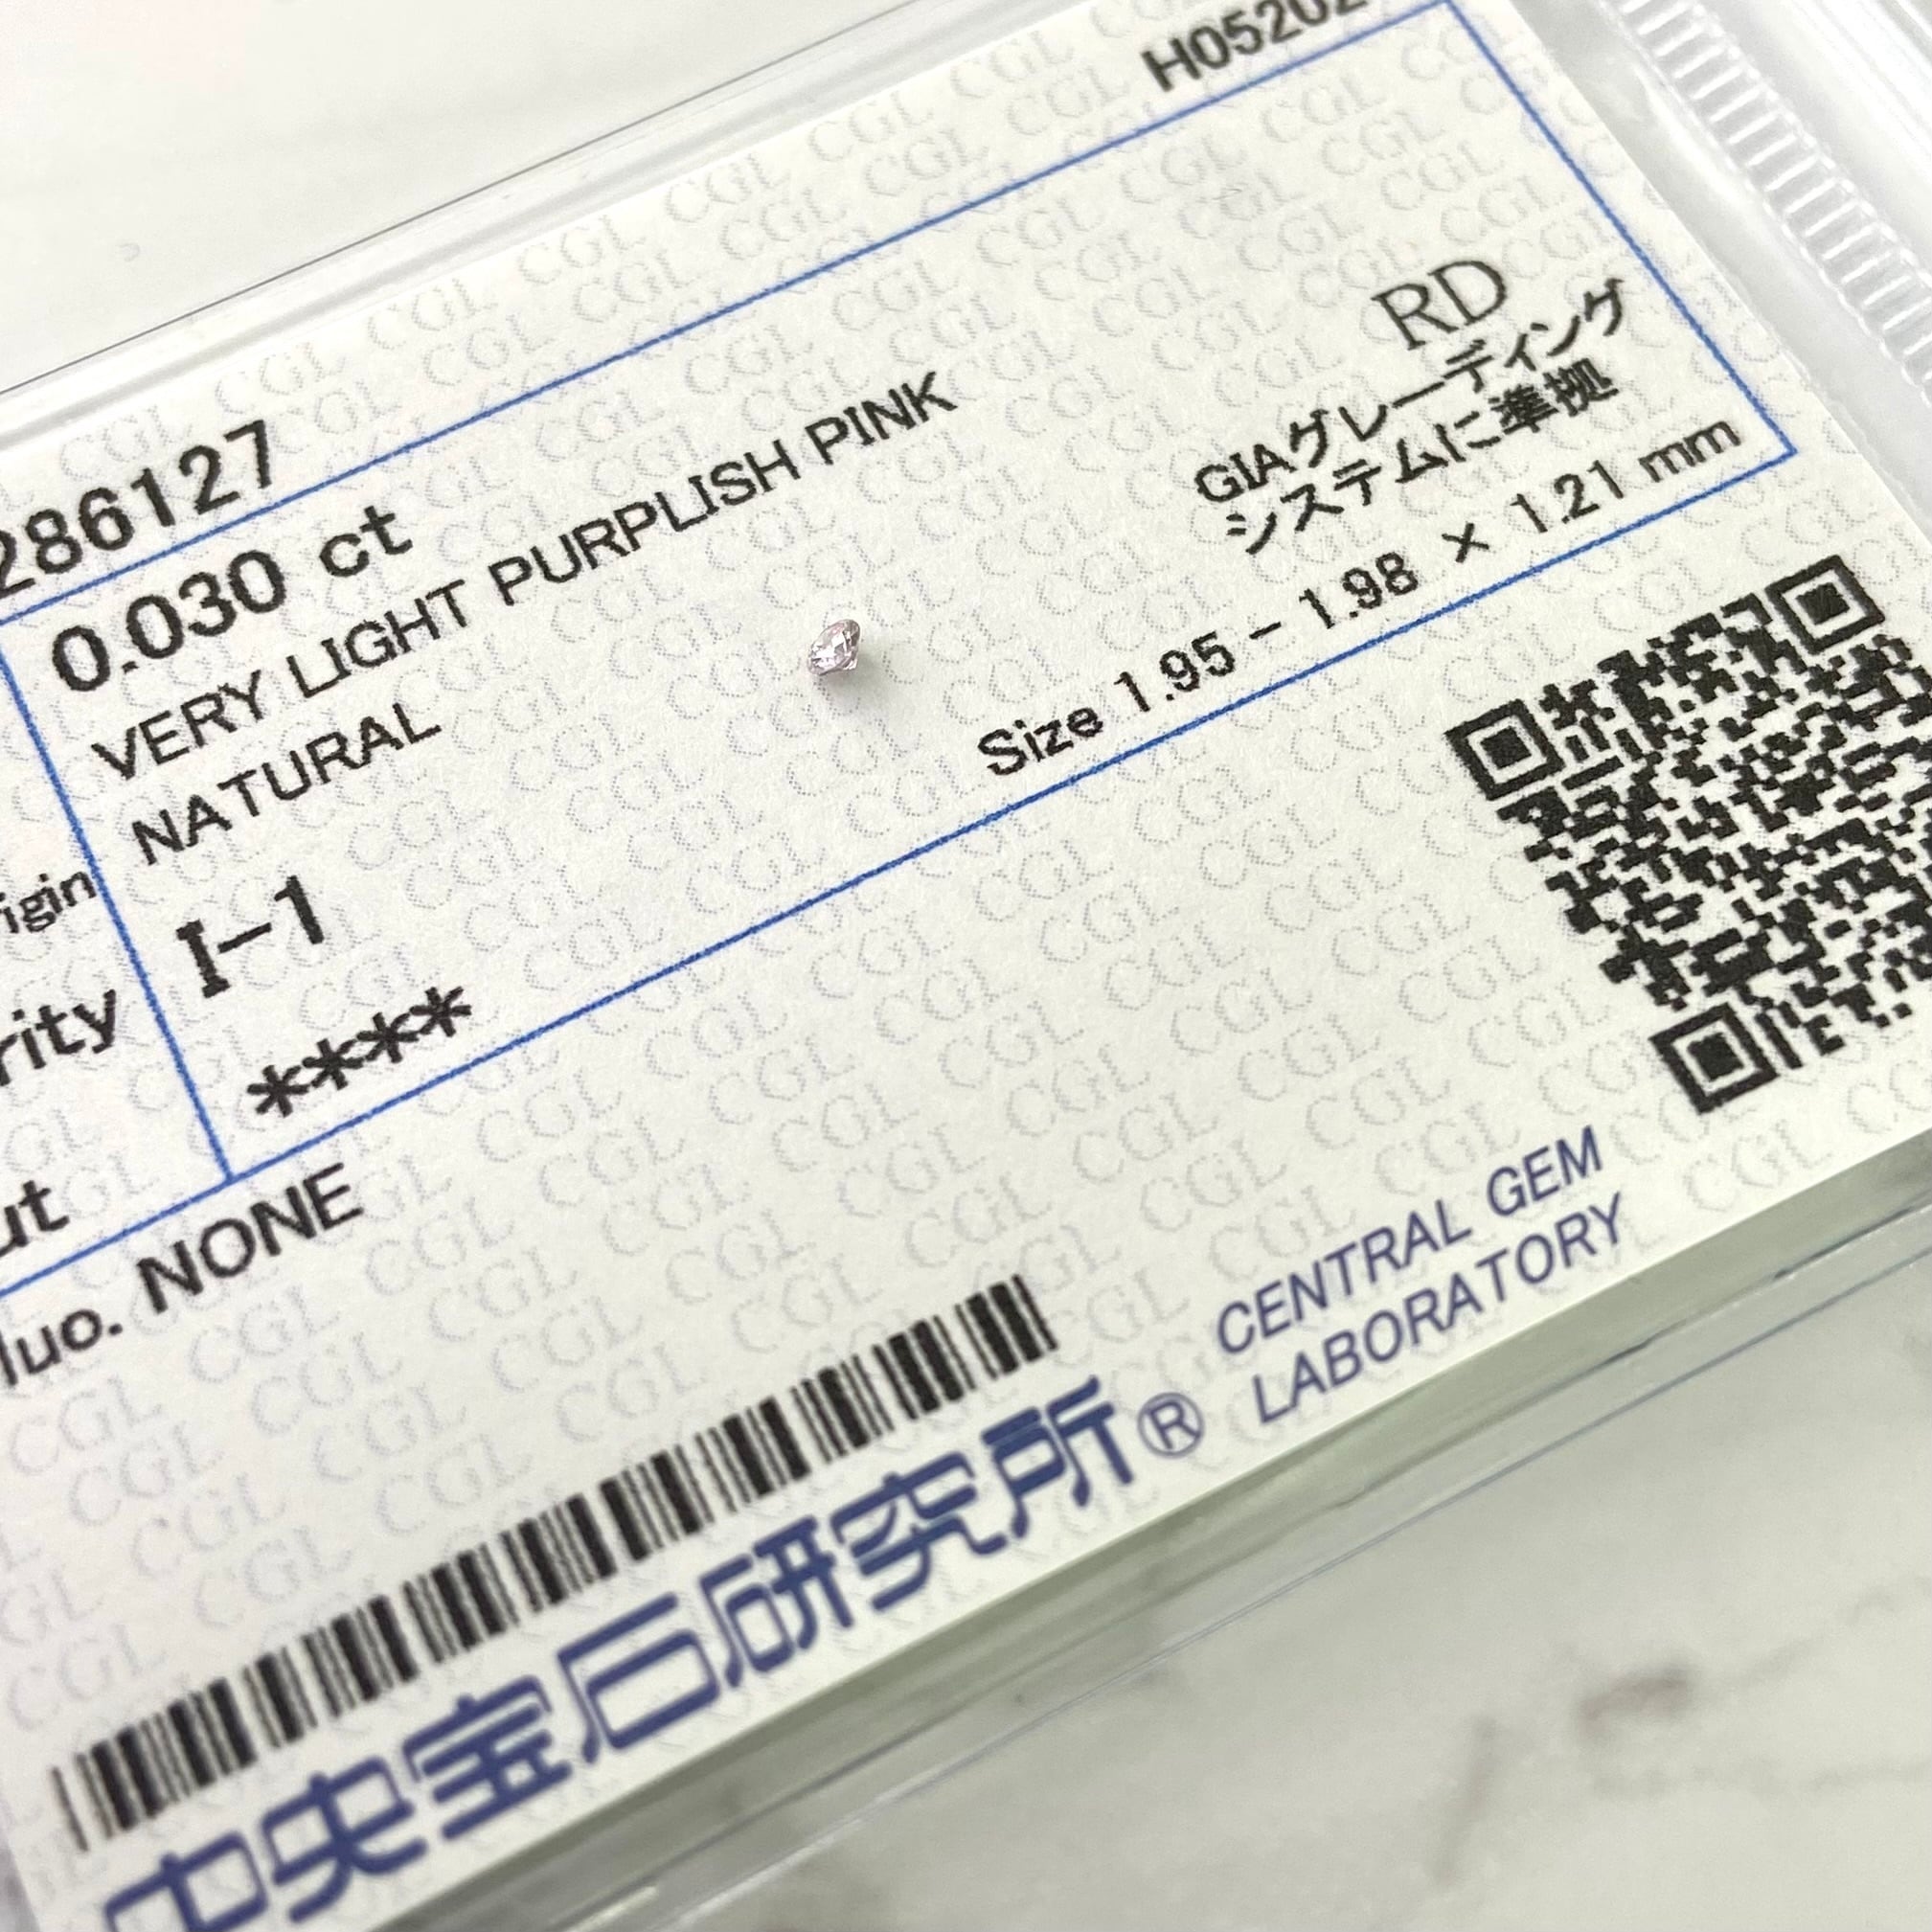 H05202
286127
0.030 ct
RD
VERY LIGHT PURPLISH PINK
GIAグレーディング
システムに準拠
NATURAL
Size 1.95 – 1.98 × 1.21 mm
igin
I-1
rity
****
ut
luo. NONE
CENTRAL GEM
LABORATORY
中央宝石研究所®